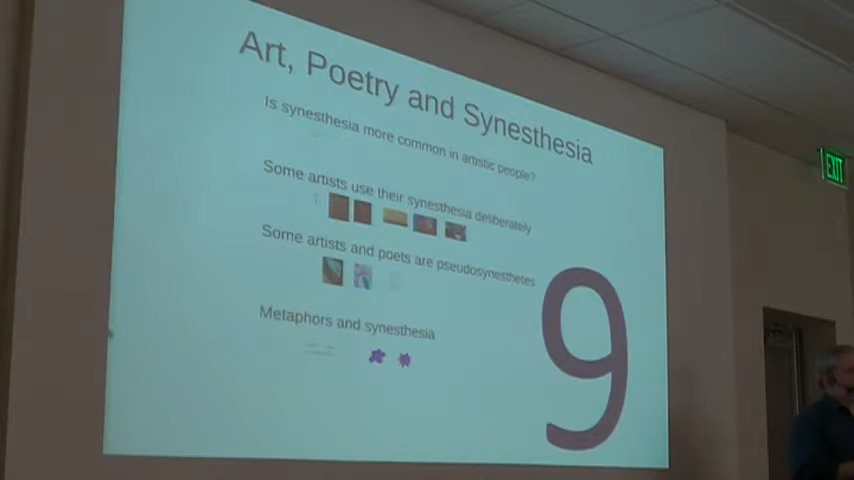 Art, Poetry and Synesthesia
Is synesthesia more common in artistic people?
Some artists use their synesthesia deliberately
Some artists and poets are pseudosynesthetes
Metaphors and synesthesia
9
EXIT